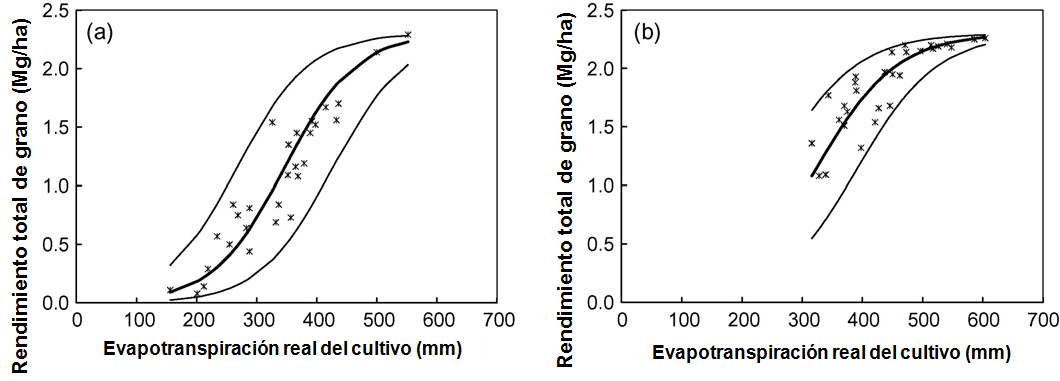 Rendimiento total de grano (Mg/ha)
2.5
2.0
1.5
1.0
0.5
0.0
(a)
0 100 200 300 400 500 600 700
Evapotranspiración real del cultivo (mm)
Rendimiento total de grano (Mg/ha)
2.5
2.0
1.5
1.0
0.5
0.0
(b)
0 100 200 300 400 500 600 700
Evapotranspiración real del cultivo (mm)